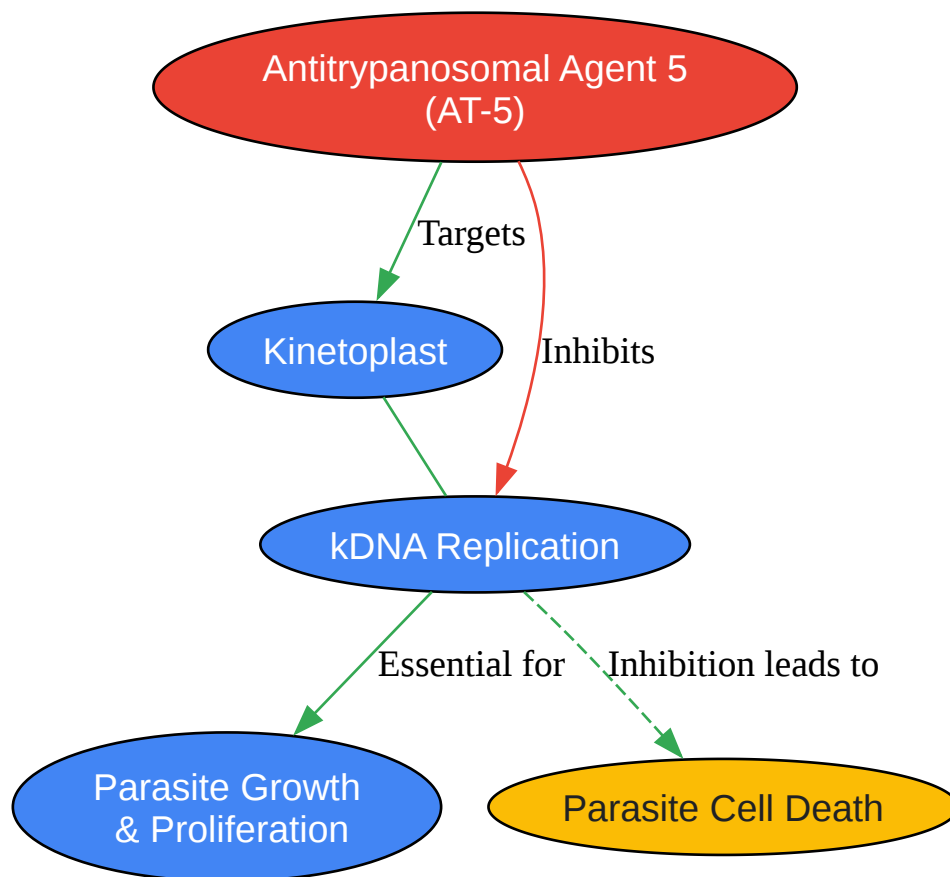 Antitrypanosomal Agent 5
(AT-5)
Targets
Kinetoplast
Inhibits
kDNA Replication
Essential for
Inhibition leads to
Parasite Growth
& Proliferation
Parasite Cell Death